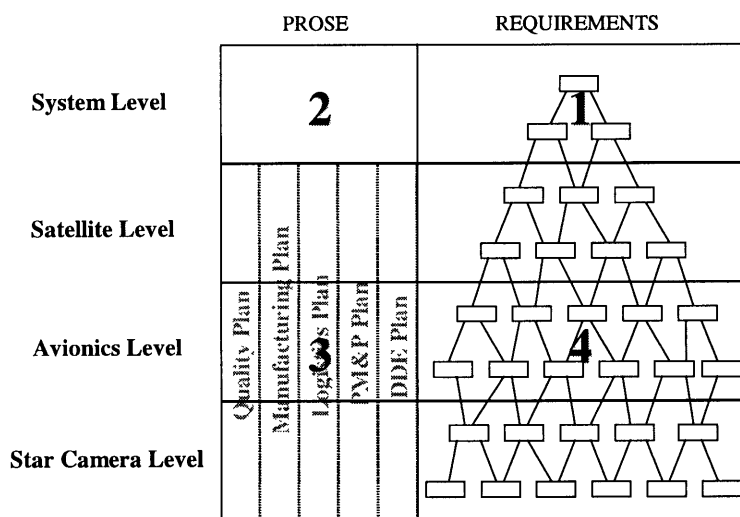 PROSE REQUIREMENTS
System Level
2
1
Satellite Level
Avionics Level
Star Camera Level
Quality Plan
Manufacturing Plan
Logistics Plan
PM&P Plan
DDE Plan
3
4